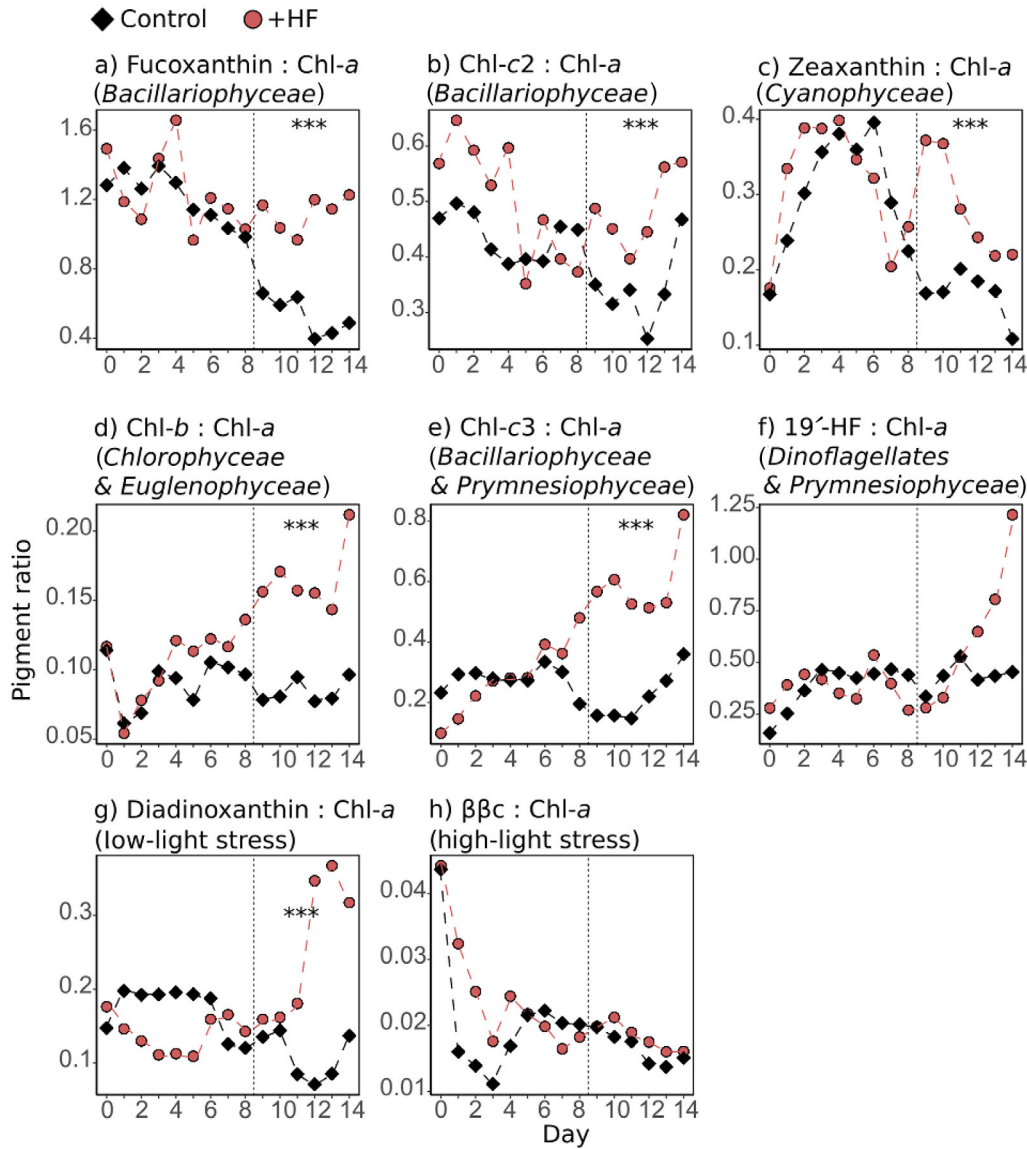 Control +HF
a) Fucoxanthin : Chl-a
(Bacillariophyceae)
1.6
1.2
0.8
0.4
***
0 2 4 6 8 10 12 14
b) Chl-c2 : Chl-a
(Bacillariophyceae)
0.6
0.5
0.4
0.3
***
0 2 4 6 8 10 12 14
c) Zeaxanthin : Chl-a
(Cyanophyceae)
0.4
0.3
0.2
0.1
***
0 2 4 6 8 10 12 14
Pigment ratio
d) Chl-b : Chl-a
(Chlorophyceae
& Euglenophyceae)
0.20
0.15
0.10
0.05
***
0 2 4 6 8 10 12 14
e) Chl-c3 : Chl-a
(Bacillariophyceae
& Prymnesiophyceae)
0.8
0.6
0.4
0.2
***
0 2 4 6 8 10 12 14
f) 19′-HF : Chl-a
(Dinoflagellates
& Prymnesiophyceae)
1.25
1.00
0.75
0.50
0.25
0 2 4 6 8 10 12 14
g) Diadinoxanthin : Chl-a
(low-light stress)
0.3
0.2
0.1
***
0 2 4 6 8 10 12 14
h) ββc : Chl-a
(high-light stress)
0.04
0.03
0.02
0.01
0 2 4 6 8 10 12 14
Day